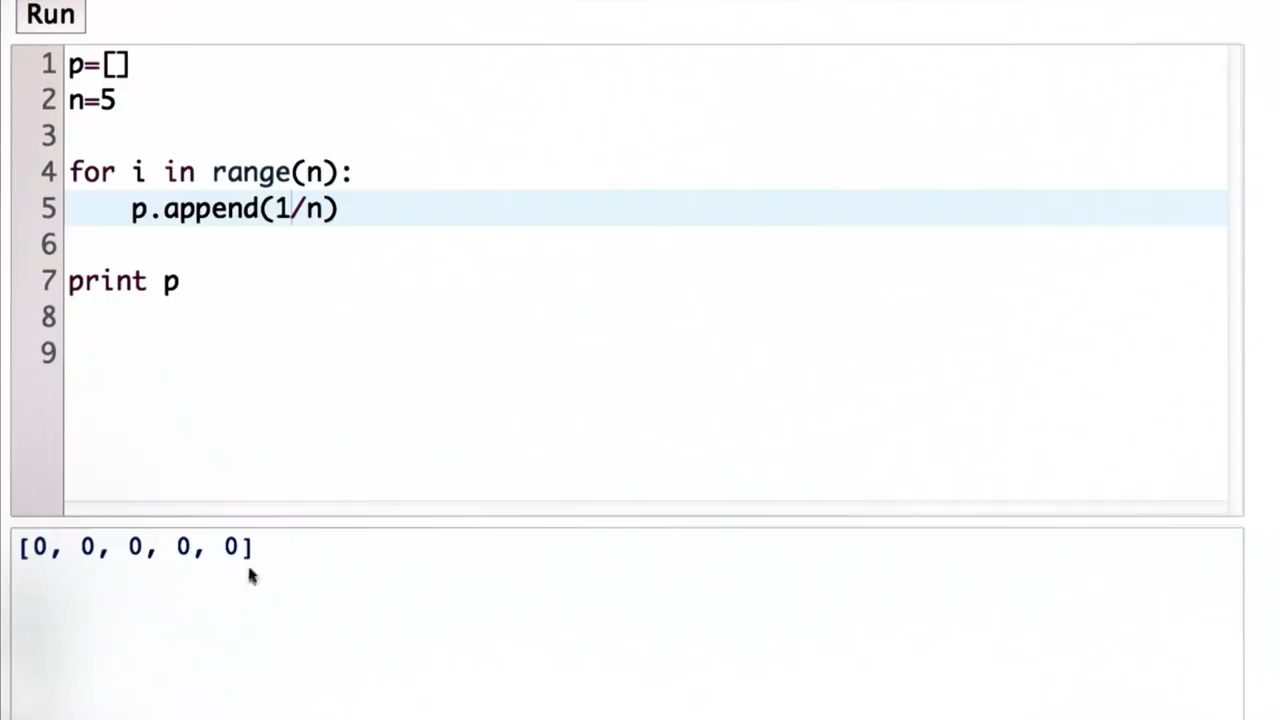 Run
1 p=[]
2 n=5
3
4 for i in range(n):
5     p.append(1/n)
6
7 print p
8
9
[0, 0, 0, 0, 0]